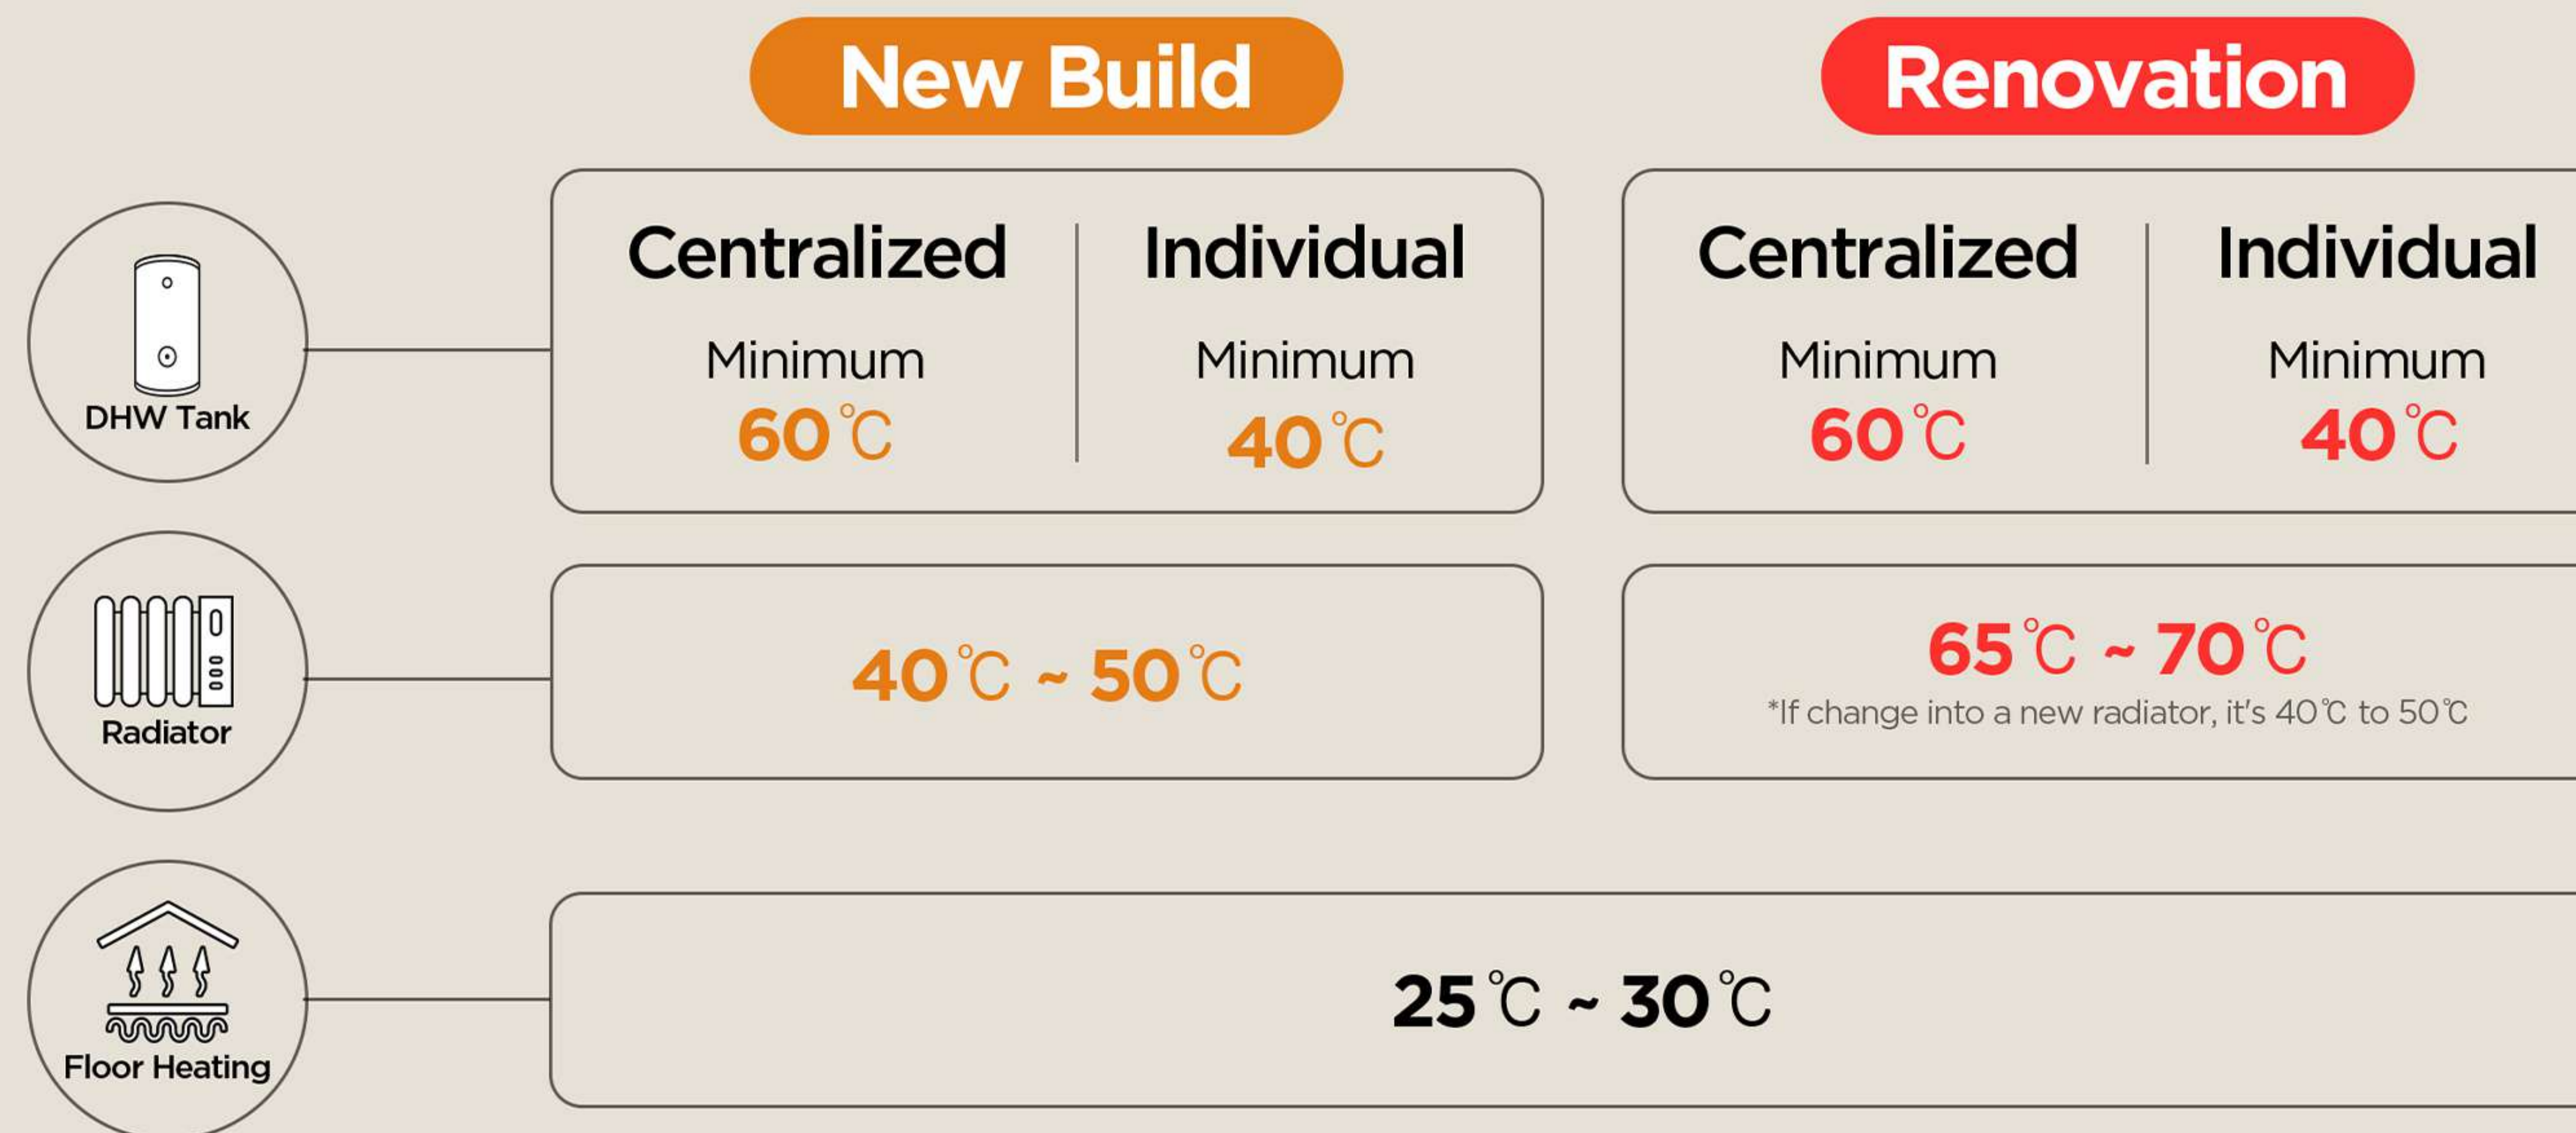 New Build
Renovation
DHW Tank
Centralized
Individual
Minimum
Minimum
60℃
40℃
Centralized
Individual
Minimum
Minimum
60℃
40℃
Radiator
40℃ ~ 50℃
65℃ ~ 70℃
*If change into a new radiator, it's 40℃ to 50℃
Floor Heating
25℃ ~ 30℃